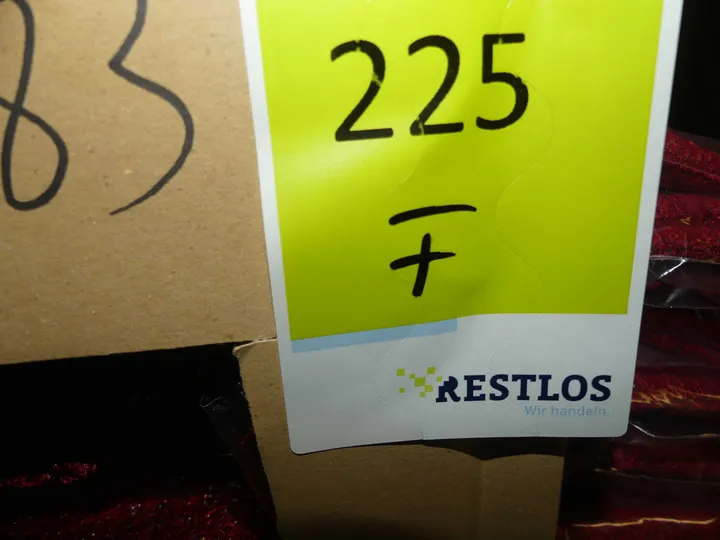 83
225
F
RESTLOS
Wir handeln.